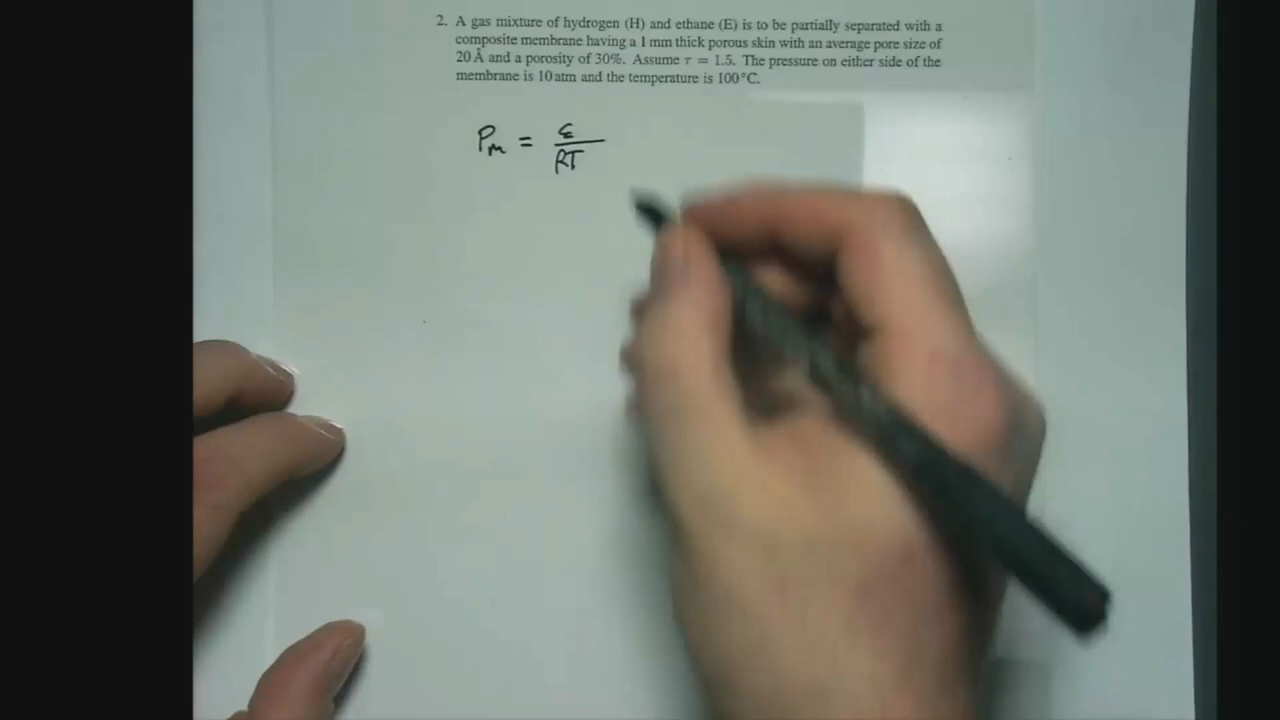 2. A gas mixture of hydrogen (H) and ethane (E) is to be partially separated with a
composite membrane having a 1 mm thick porous skin with an average pore size of
20 Å and a porosity of 30%. Assume τ = 1.5. The pressure on either side of the
membrane is 10 atm and the temperature is 100 °C.
P_M = ε / RT